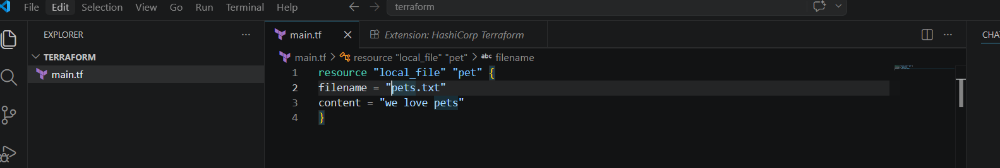 File Edit Selection View Go Run Terminal Help terraform
EXPLORER ···
main.tf Extension: HashiCorp Terraform ···
CHA
TERRAFORM
main.tf
main.tf > resource "local_file" "pet" > abc filename
1 resource "local_file" "pet" {
2 filename = "pets.txt"
3 content = "we love pets"
4 }